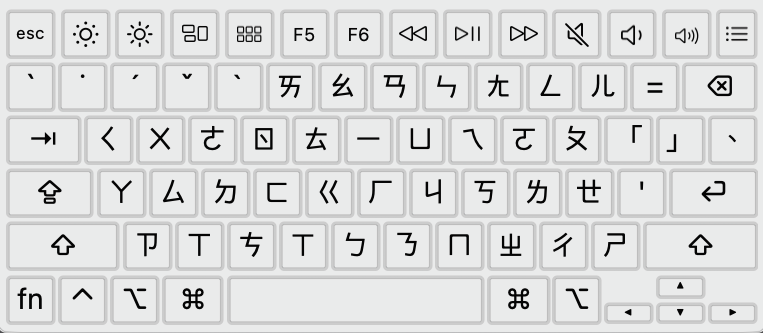 esc F5 F6
` ˙ ˊ ˇ ˋ ㄞ ㄠ ㄢ ㄣ ㄤ ㄥ ㄦ =
ㄑ ㄨ ㄜ ㄖ ㄊ ㄧ ㄩ ㄟ ㄛ ㄆ 「 」 、
ㄚ ㄙ ㄉ ㄈ ㄍ ㄏ ㄐ ㄎ ㄌ ㄝ '
ㄗ ㄒ ㄘ ㄒ ㄅ ㄋ ㄇ ㄓ ㄔ ㄕ
fn